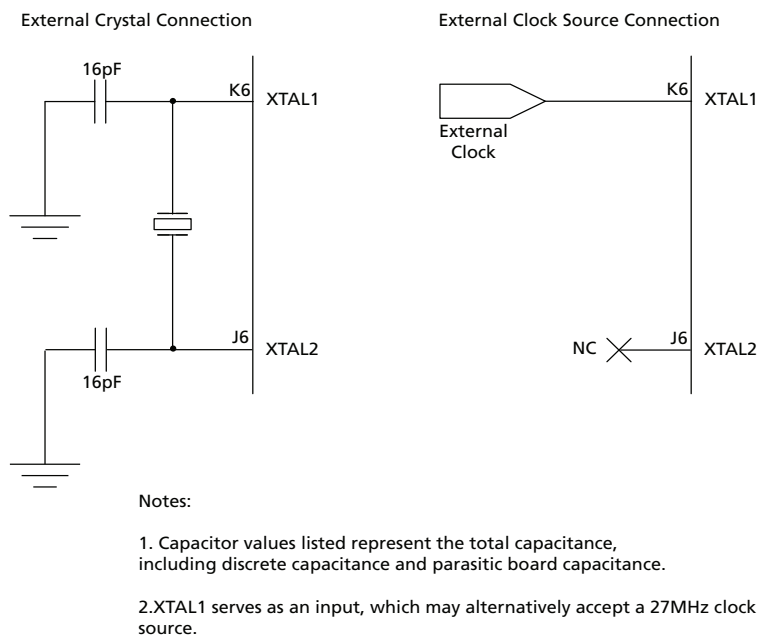 External Crystal Connection
External Clock Source Connection
16pF
K6
XTAL1
J6
XTAL2
16pF
K6
XTAL1
External
Clock
NC
J6
XTAL2
Notes:
1. Capacitor values listed represent the total capacitance,
including discrete capacitance and parasitic board capacitance.
2.XTAL1 serves as an input, which may alternatively accept a 27MHz clock
source.